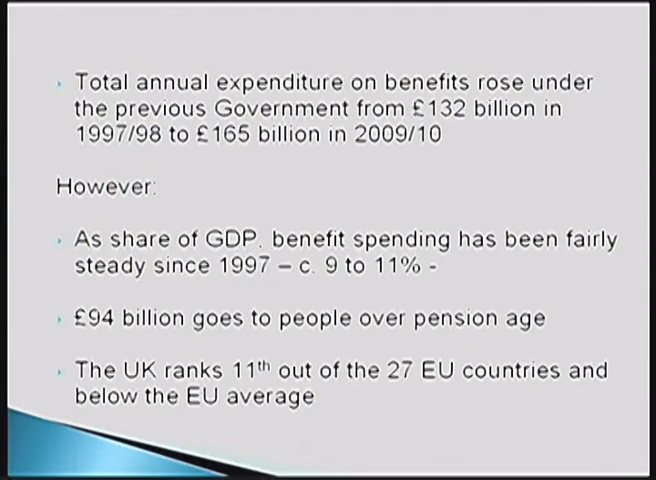 Total annual expenditure on benefits rose under
the previous Government from £132 billion in
1997/98 to £165 billion in 2009/10
However:
As share of GDP, benefit spending has been fairly
steady since 1997 – c. 9 to 11% -
£94 billion goes to people over pension age
The UK ranks 11th out of the 27 EU countries and
below the EU average